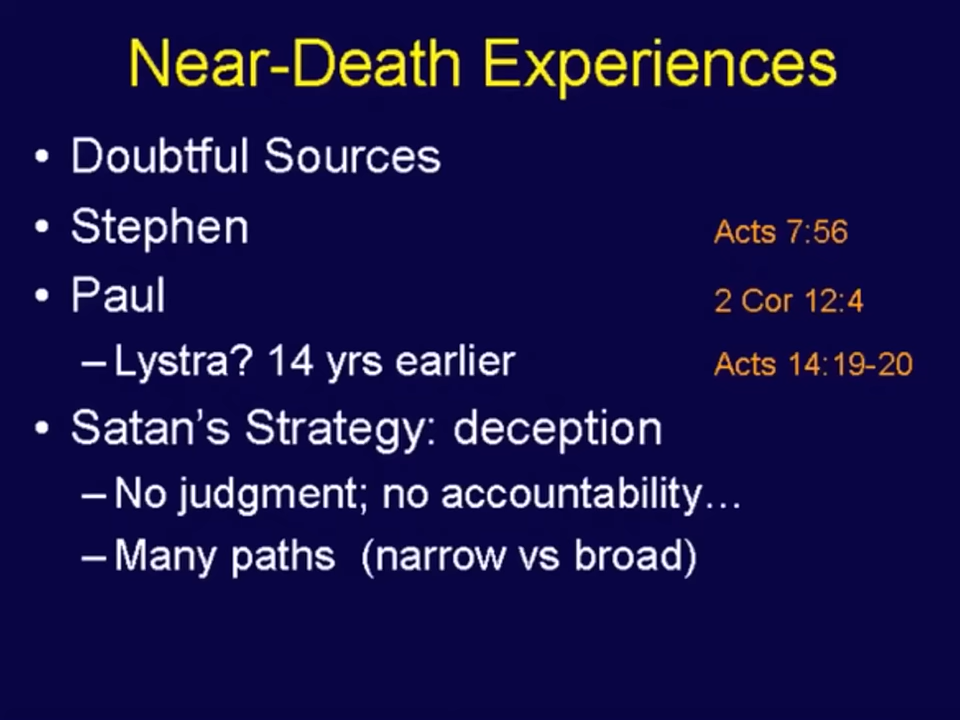 Near-Death Experiences
• Doubtful Sources
• Stephen Acts 7:56
• Paul 2 Cor 12:4
– Lystra? 14 yrs earlier Acts 14:19-20
• Satan's Strategy: deception
– No judgment; no accountability…
– Many paths (narrow vs broad)